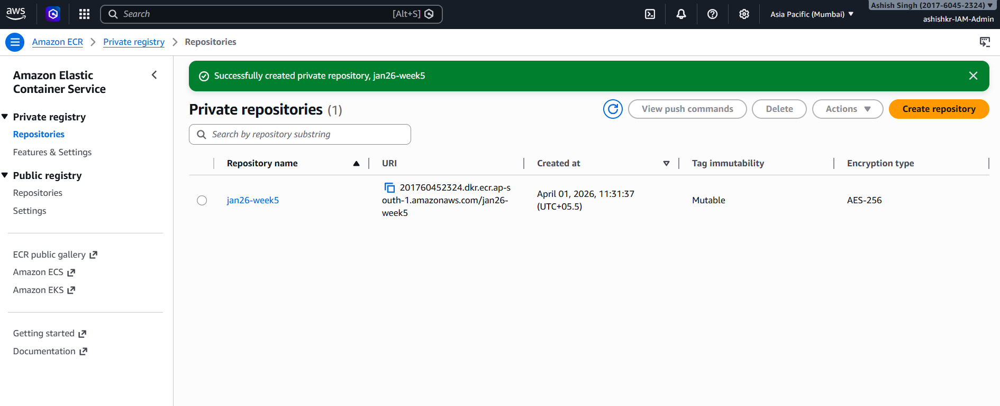 aws
Search [Alt+S]
Asia Pacific (Mumbai)
Ashish Singh (2017-6045-2324)
ashishkr-IAM-Admin
Amazon ECR
Private registry
Repositories
Amazon Elastic
Container Service
Private registry
Repositories
Features & Settings
Public registry
Repositories
Settings
ECR public gallery
Amazon ECS
Amazon EKS
Getting started
Documentation
Successfully created private repository, jan26-week5
Private repositories (1)
View push commands
Delete
Actions
Create repository
Search by repository substring
Repository name
URI
Created at
Tag immutability
Encryption type
jan26-week5
201760452324.dkr.ecr.ap-s
outh-1.amazonaws.com/jan26-
week5
April 01, 2026, 11:31:37
(UTC+05.5)
Mutable
AES-256